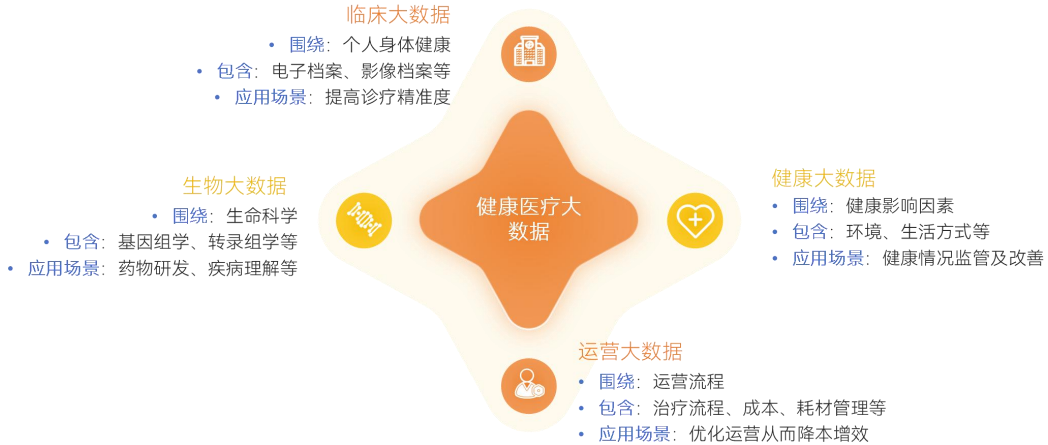 临床大数据
• 围绕：个人身体健康
• 包含：电子档案、影像档案等
• 应用场景：提高诊疗精准度
生物大数据
• 围绕：生命科学
• 包含：基因组学、转录组学等
• 应用场景：药物研发、疾病理解等
健康医疗大
数据
健康大数据
• 围绕：健康影响因素
• 包含：环境、生活方式等
• 应用场景：健康情况监管及改善
运营大数据
• 围绕：运营流程
• 包含：治疗流程、成本、耗材管理等
• 应用场景：优化运营从而降本增效